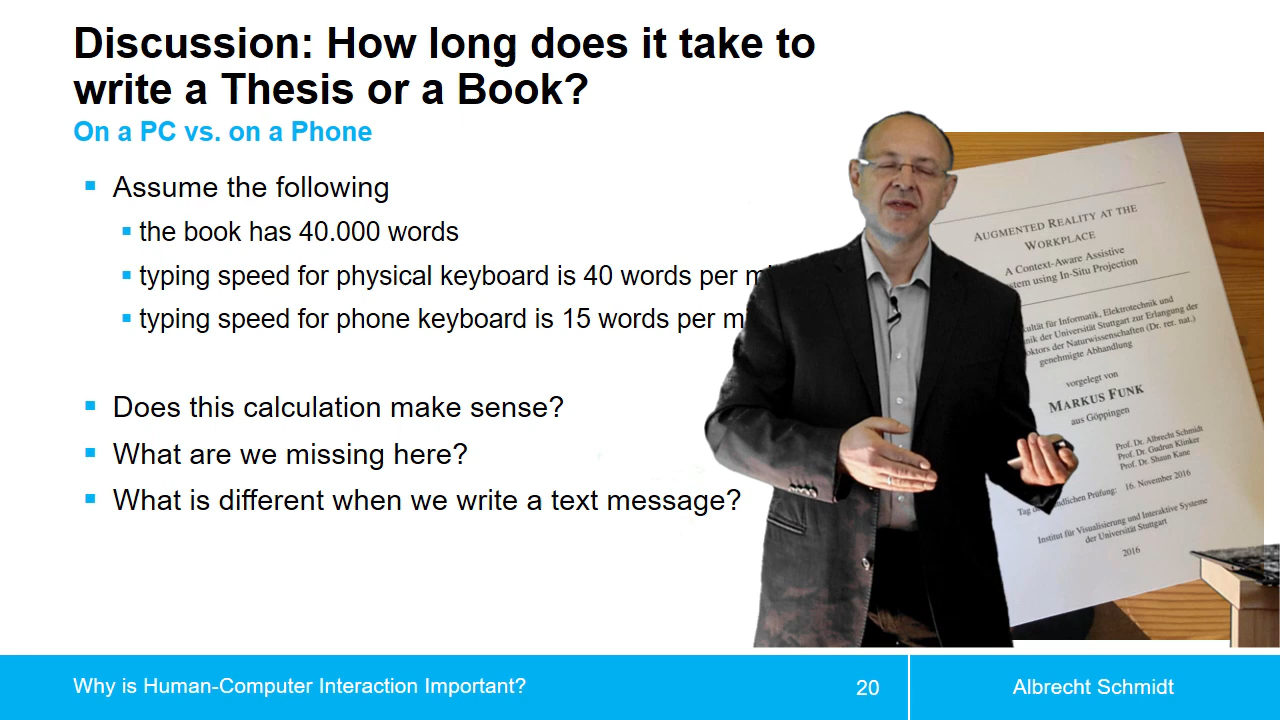 Discussion: How long does it take to
write a Thesis or a Book?
On a PC vs. on a Phone
Assume the following
the book has 40.000 words
typing speed for physical keyboard is 40 words per
typing speed for phone keyboard is 15 words per
Does this calculation make sense?
What are we missing here?
What is different when we write a text message?
AUGMENTED REALITY AT THE
WORKPLACE
A Context-Aware Assistive
using In-Situ Projection
für Informatik, Elektrotechnik und
der Universität Stuttgart zur Erlangung der
der Naturwissenschaften (Dr. rer. nat.)
genehmigte Abhandlung
vorgelegt von
MARKUS FUNK
aus Göppingen
Prof. Dr. Albrecht Schmidt
Prof. Dr. Gudrun Klinker
Prof. Dr. Shaun Kane
Tag Prüfung: 16. November 2016
Institut für Visualisierung und Interaktive Systeme
der Universität Stuttgart
2016
Why is Human-Computer Interaction Important?
20
Albrecht Schmidt